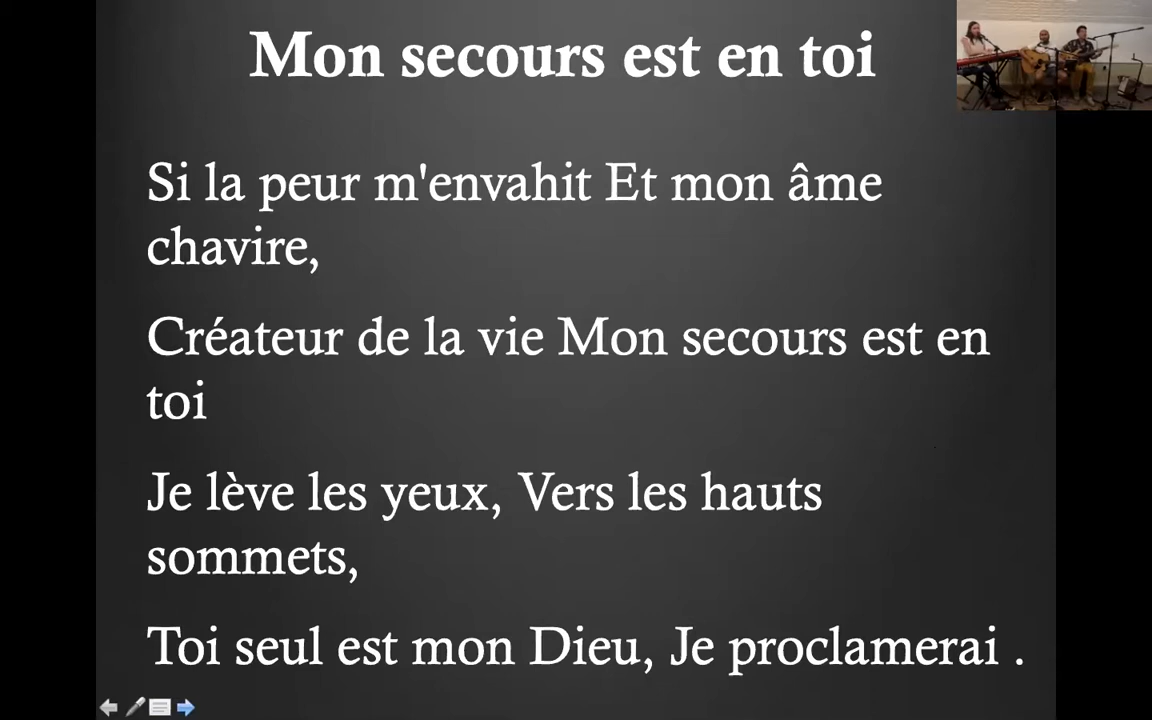 Mon secours est en toi
Si la peur m'envahit Et mon âme
chavire,
Créateur de la vie Mon secours est en
toi
Je lève les yeux, Vers les hauts
sommets,
Toi seul est mon Dieu, Je proclamerai .